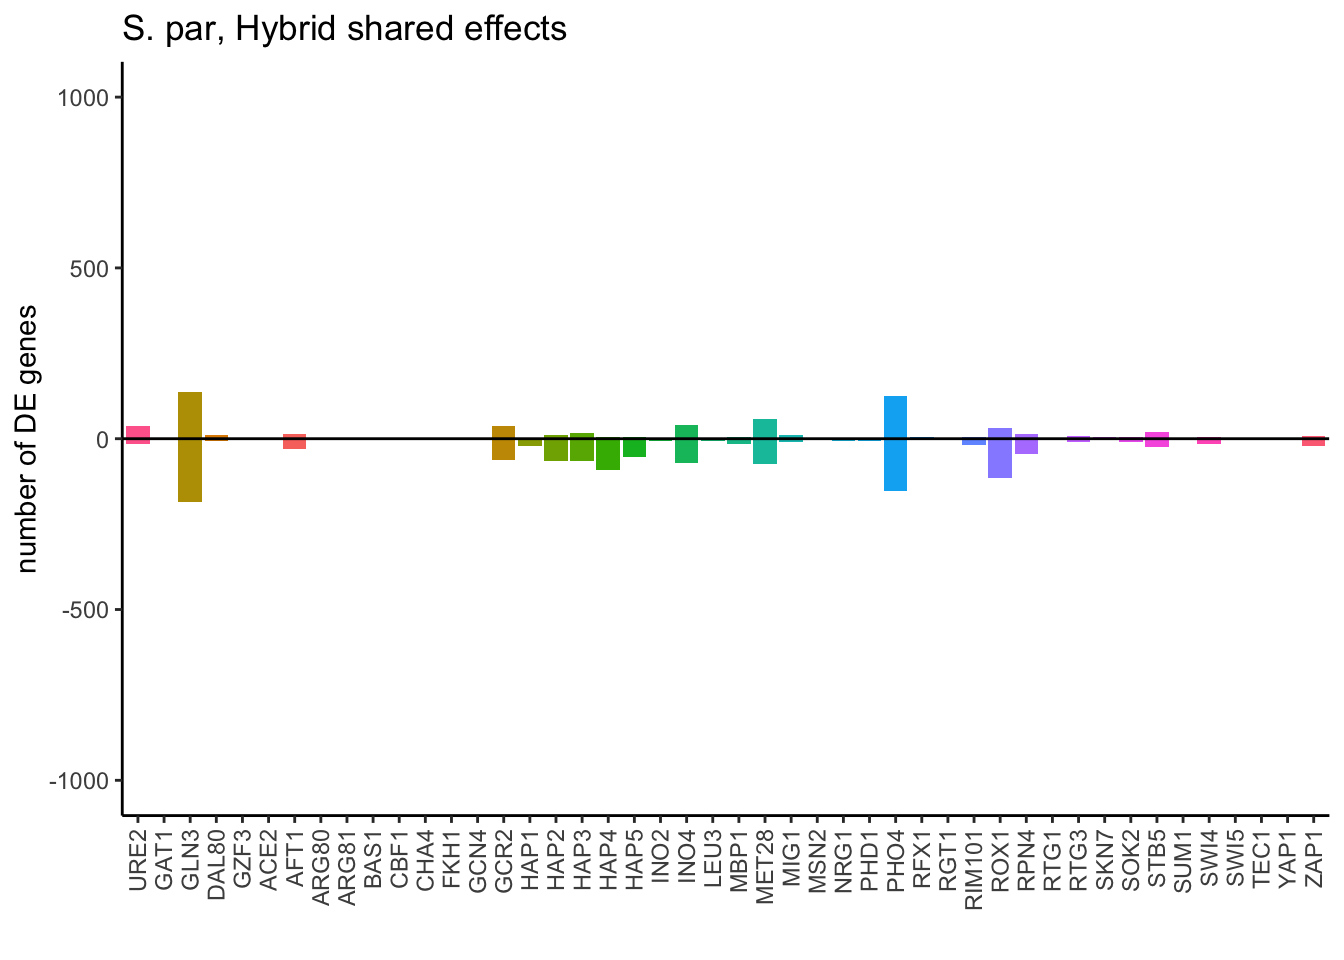 S. par, Hybrid shared effects
number of DE genes
1000
500
0
-500
-1000
URE2
GAT1
GLN3
DAL80
GZF3
ACE2
AFT1
ARG80
ARG81
BAS1
CBF1
CHA4
FKH1
GCN4
GCR2
HAP1
HAP2
HAP3
HAP4
HAP5
INO2
INO4
LEU3
MBP1
MET28
MIG1
MSN2
NRG1
PHD1
PHO4
RFX1
RGT1
RIM101
ROX1
RPN4
RTG1
RTG3
SKN7
SOK2
STB5
SUM1
SWI4
SWI5
TEC1
YAP1
ZAP1